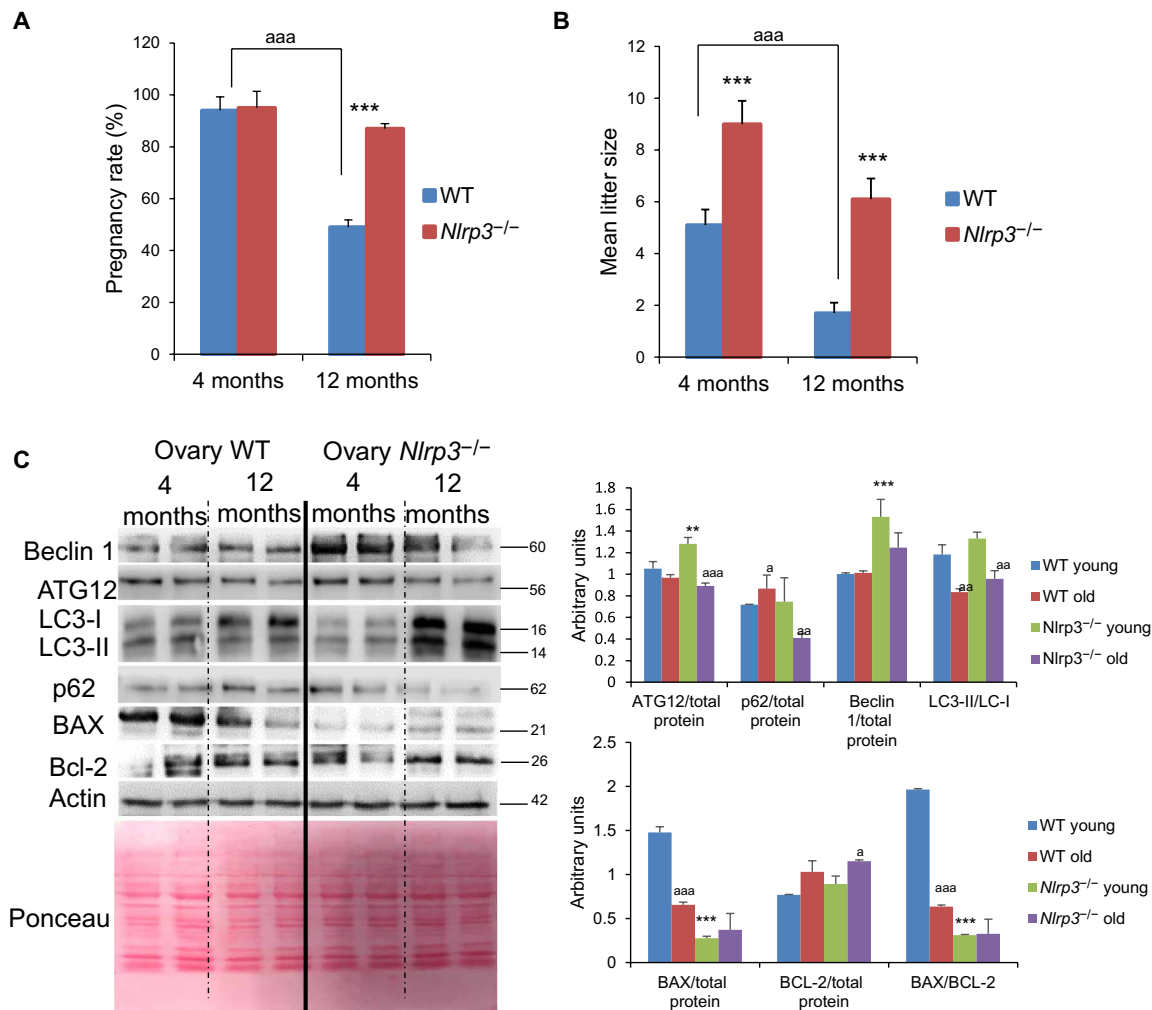 A
120
100
80
60
40
20
0
Pregnancy rate (%)
aaa
***
4 months
12 months
WT
Nlrp3−/−
B
12
10
8
6
4
2
0
Mean litter size
aaa
***
***
4 months
12 months
WT
Nlrp3−/−
C
Ovary WT
Ovary Nlrp3−/−
4 months
12 months
4 months
12 months
Beclin 1
60
ATG12
56
LC3-I
16
LC3-II
14
p62
62
BAX
21
Bcl-2
26
Actin
42
Ponceau
1.8
1.6
1.4
1.2
1
0.8
0.6
0.4
0.2
0
Arbitrary units
**
aaa
a
aa
***
aa
aa
ATG12/total protein
p62/total protein
Beclin 1/total protein
LC3-II/LC-I
WT young
WT old
Nlrp3−/− young
Nlrp3−/− old
2.5
2
1.5
1
0.5
0
Arbitrary units
aaa
***
a
aaa
***
BAX/total protein
BCL-2/total protein
BAX/BCL-2
WT young
WT old
Nlrp3−/− young
Nlrp3−/− old